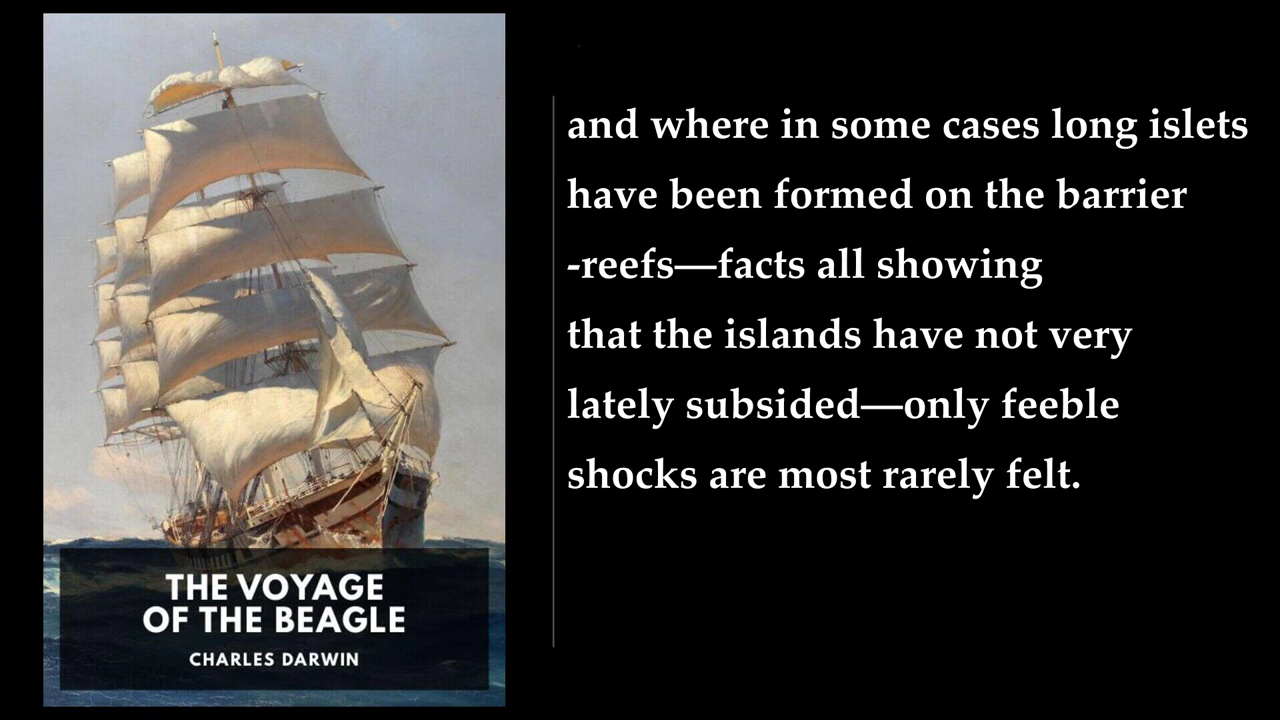 THE VOYAGE
OF THE BEAGLE
CHARLES DARWIN
and where in some cases long islets
have been formed on the barrier
-reefs—facts all showing
that the islands have not very
lately subsided—only feeble
shocks are most rarely felt.